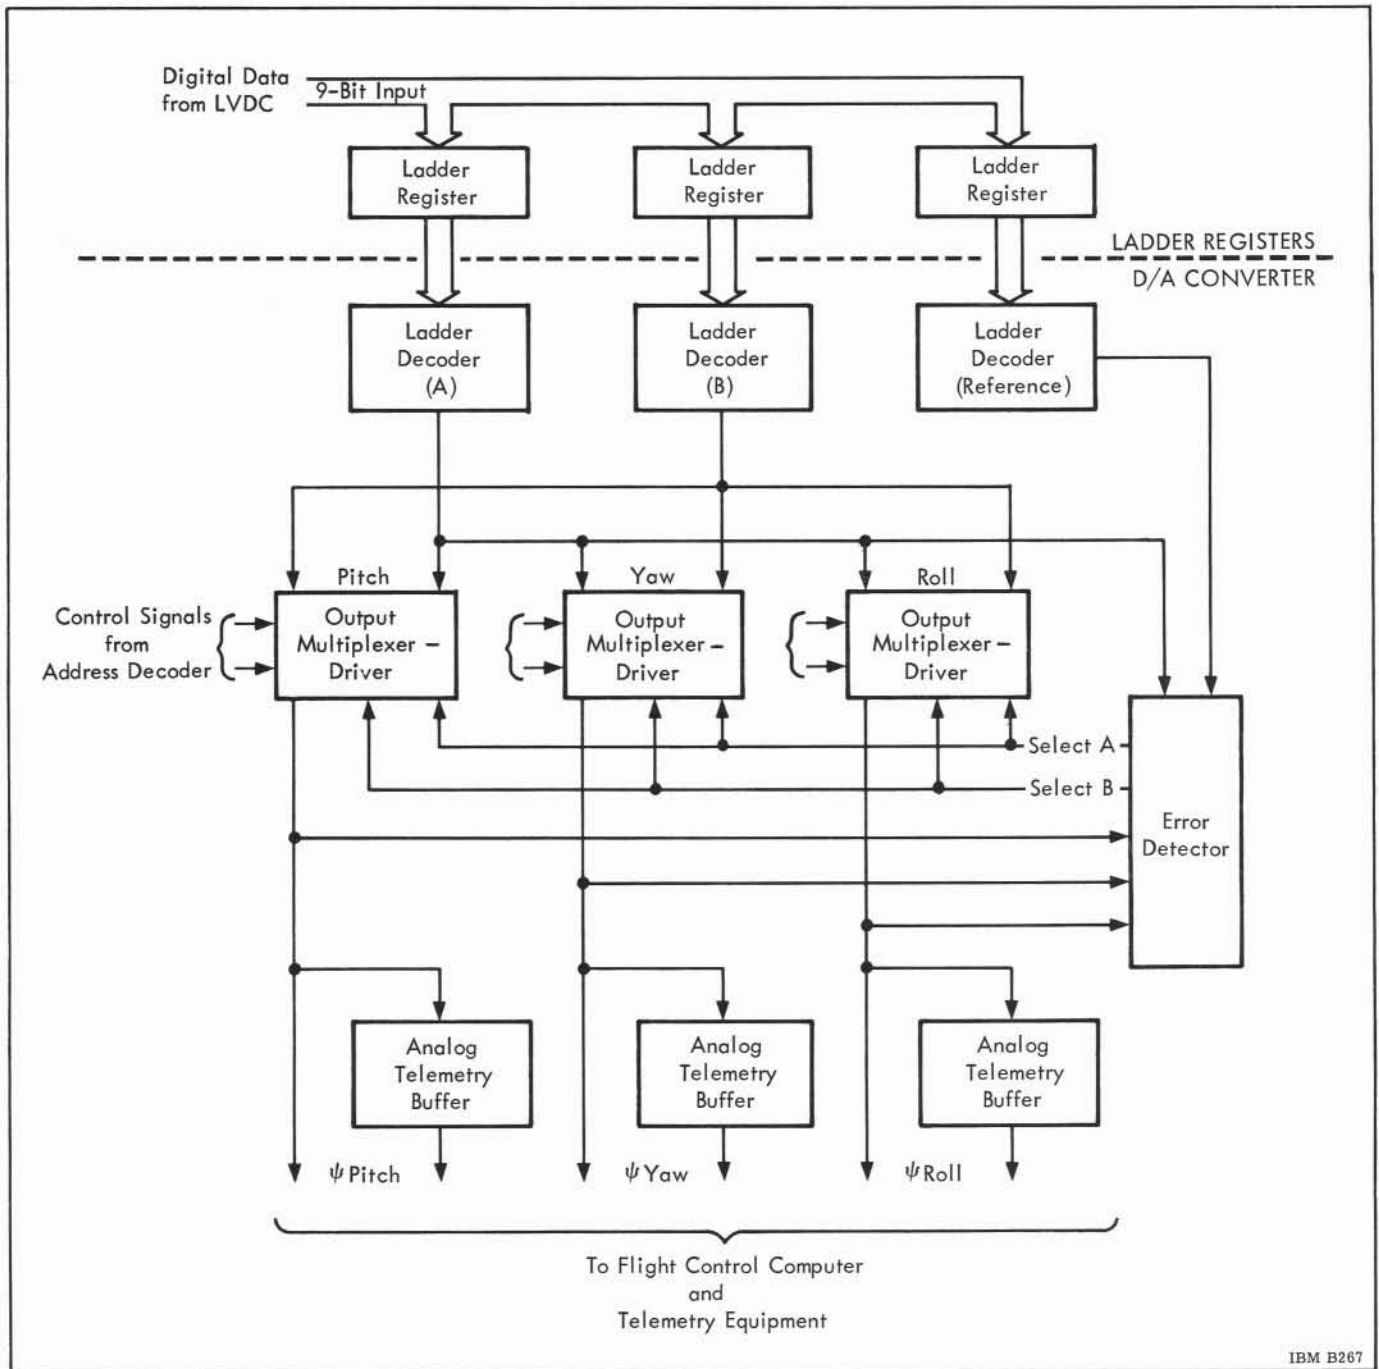 Digital Data
from LVDC
9-Bit Input
Ladder
Register
Ladder
Register
Ladder
Register
LADDER REGISTERS
D/A CONVERTER
Ladder
Decoder
(A)
Ladder
Decoder
(B)
Ladder
Decoder
(Reference)
Pitch
Yaw
Roll
Control Signals
from
Address Decoder
Output
Multiplexer –
Driver
Output
Multiplexer –
Driver
Output
Multiplexer –
Driver
Select A
Select B
Error
Detector
Analog
Telemetry
Buffer
Analog
Telemetry
Buffer
Analog
Telemetry
Buffer
ψ Pitch
ψ Yaw
ψ Roll
To Flight Control Computer
and
Telemetry Equipment
IBM B267